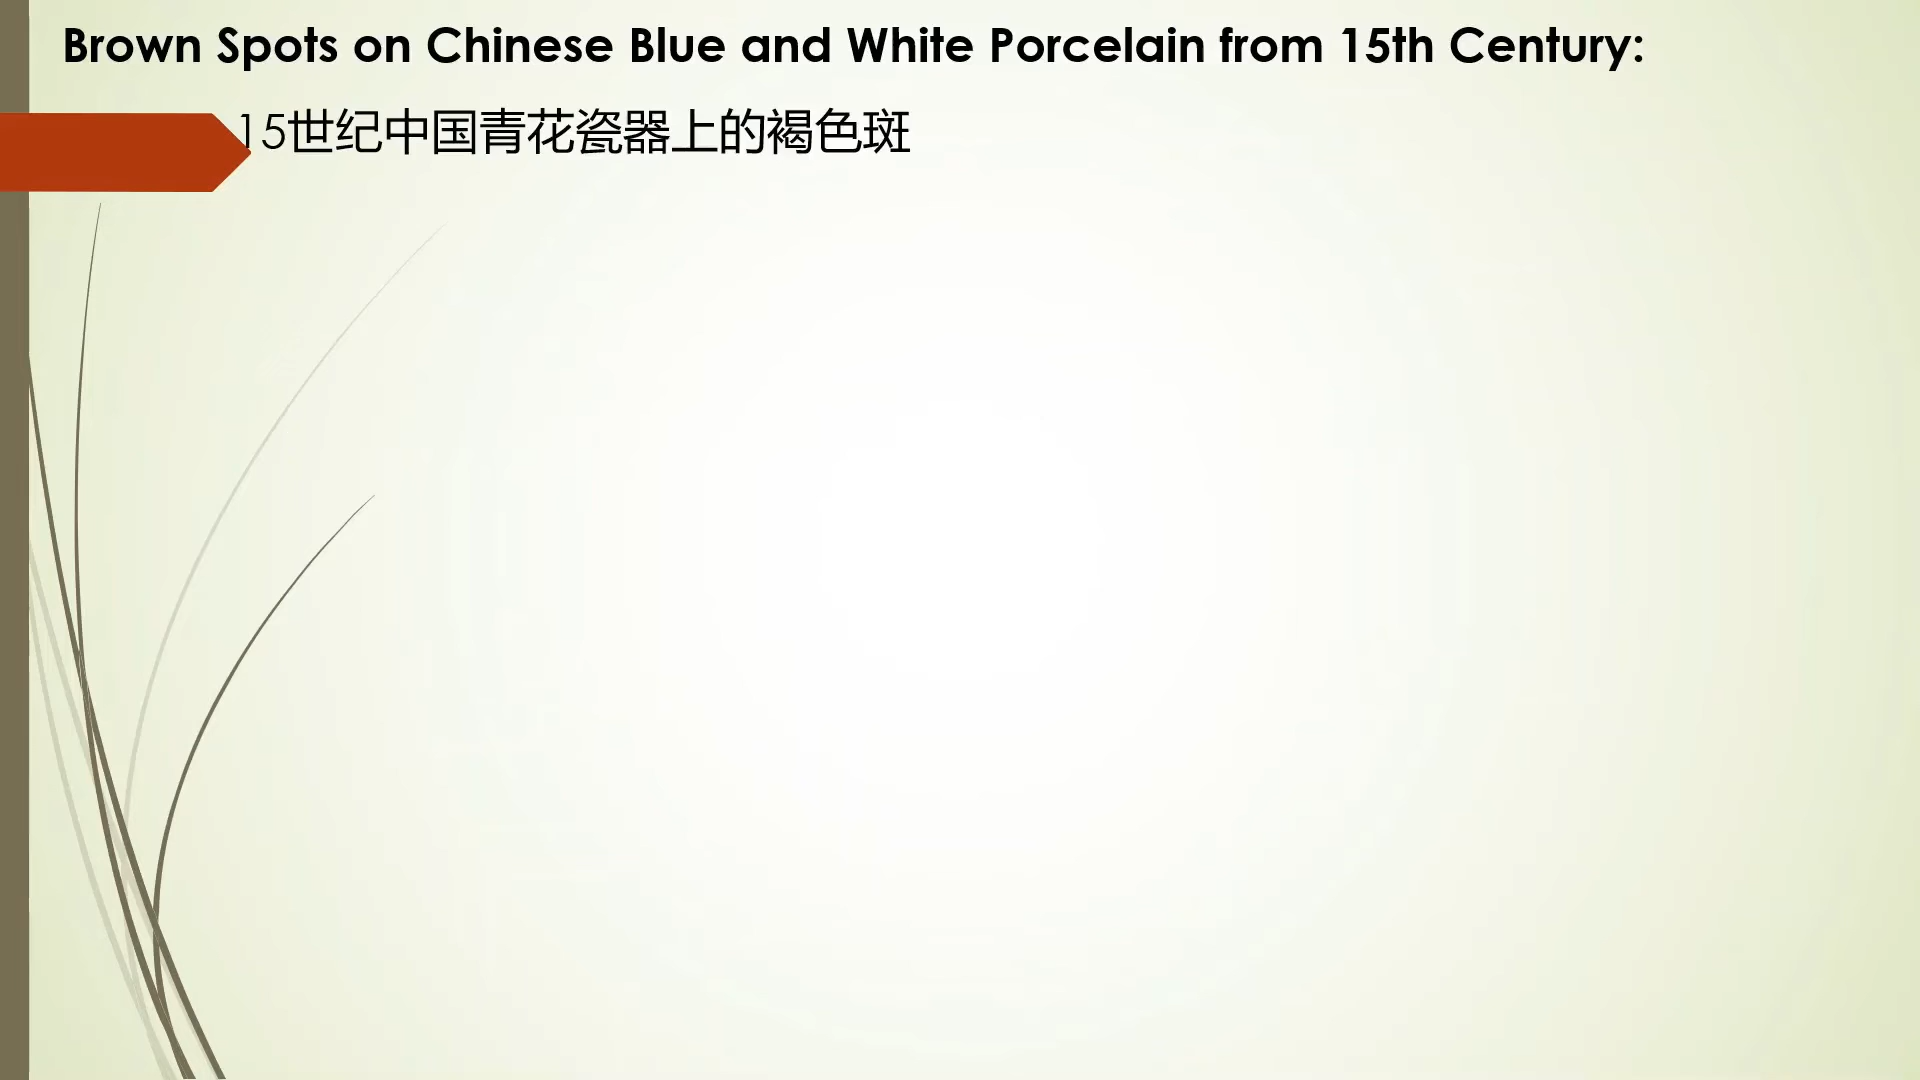 Brown Spots on Chinese Blue and White Porcelain from 15th Century:
15世纪中国青花瓷器上的褐色斑